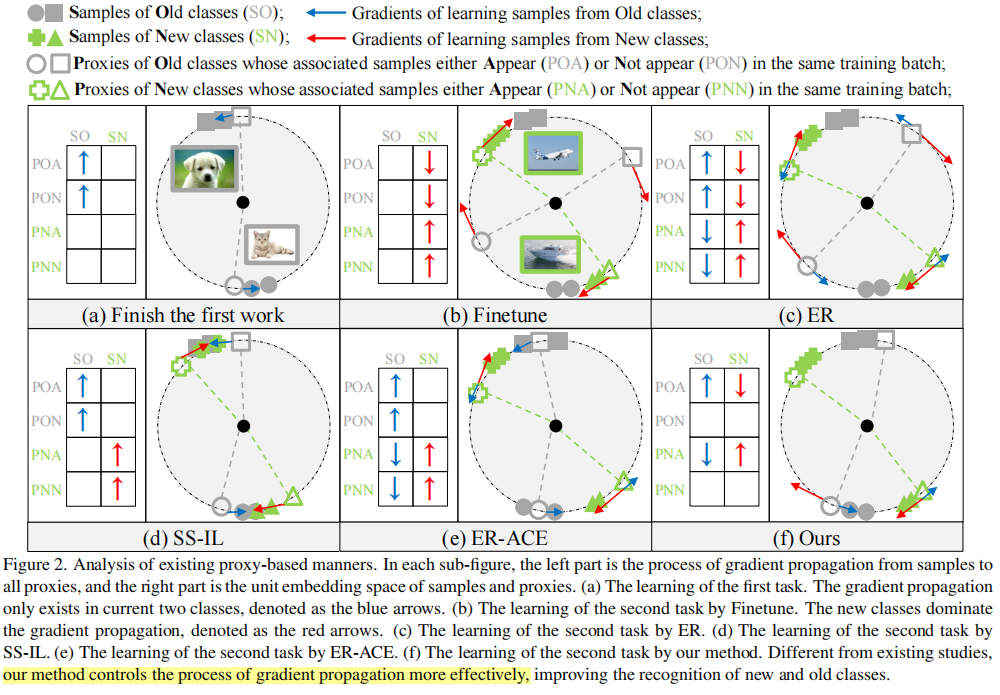 Samples of Old classes (SO); Gradients of learning samples from Old classes;
Samples of New classes (SN); Gradients of learning samples from New classes;
Proxies of Old classes whose associated samples either Appear (POA) or Not appear (PON) in the same training batch;
Proxies of New classes whose associated samples either Appear (PNA) or Not appear (PNN) in the same training batch;
SO SN
POA
PON
PNA
PNN
(a) Finish the first work
SO SN
POA
PON
PNA
PNN
(b) Finetune
SO SN
POA
PON
PNA
PNN
(c) ER
SO SN
POA
PON
PNA
PNN
(d) SS-IL
SO SN
POA
PON
PNA
PNN
(e) ER-ACE
SO SN
POA
PON
PNA
PNN
(f) Ours
Figure 2. Analysis of existing proxy-based manners. In each sub-figure, the left part is the process of gradient propagation from samples to
all proxies, and the right part is the unit embedding space of samples and proxies. (a) The learning of the first task. The gradient propagation
only exists in current two classes, denoted as the blue arrows. (b) The learning of the second task by Finetune. The new classes dominate
the gradient propagation, denoted as the red arrows. (c) The learning of the second task by ER. (d) The learning of the second task by
SS-IL. (e) The learning of the second task by ER-ACE. (f) The learning of the second task by our method. Different from existing studies,
our method controls the process of gradient propagation more effectively, improving the recognition of new and old classes.